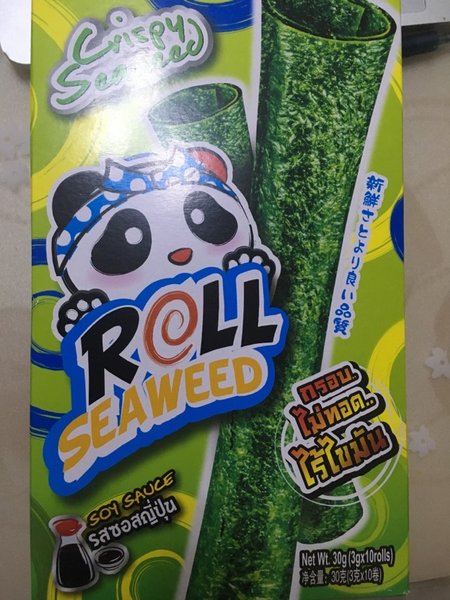 Crispy
Seaweed
新鮮さとより良い品質
R@LL
SEAWEED
กรอบ..
ไม่ทอด..
ไร้ไขมัน
SOY SAUCE
รสซอสญี่ปุ่น
Net Wt. 30g (3gx10rolls)
净含量: 30克(3克x10卷)